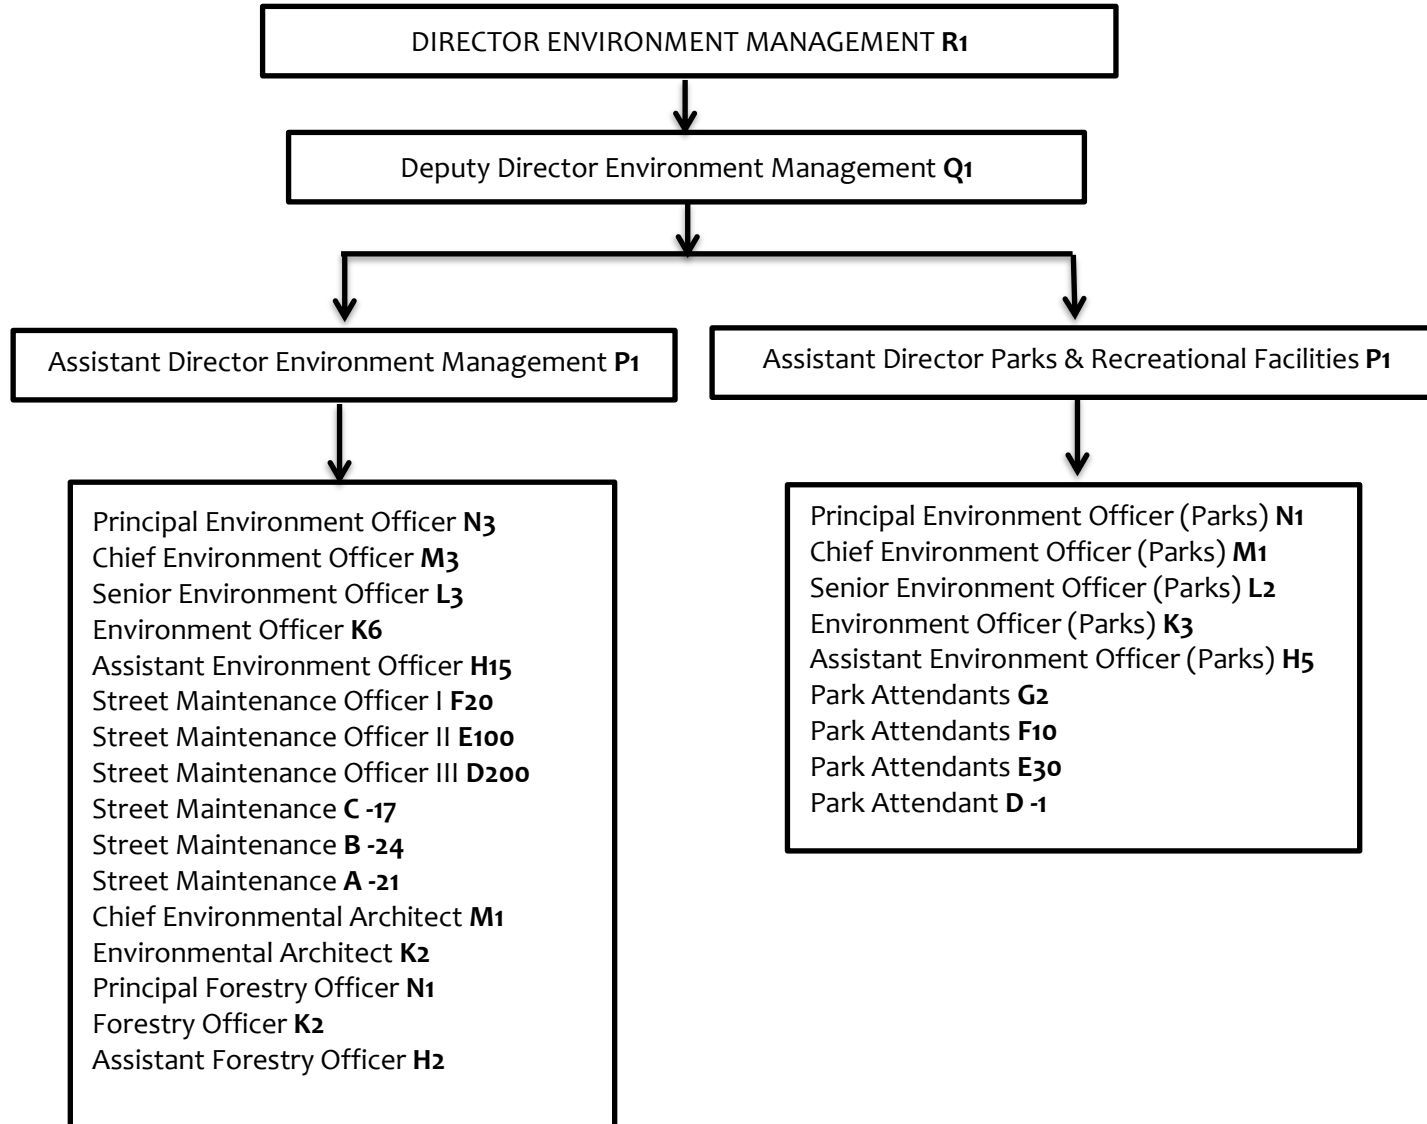 DIRECTOR ENVIRONMENT MANAGEMENT R1
Deputy Director Environment Management Q1
Assistant Director Environment Management P1
Assistant Director Parks & Recreational Facilities P1
Principal Environment Officer N3
Chief Environment Officer M3
Senior Environment Officer L3
Environment Officer K6
Assistant Environment Officer H15
Street Maintenance Officer I F20
Street Maintenance Officer II E100
Street Maintenance Officer III D200
Street Maintenance C -17
Street Maintenance B -24
Street Maintenance A -21
Chief Environmental Architect M1
Environmental Architect K2
Principal Forestry Officer N1
Forestry Officer K2
Assistant Forestry Officer H2
Principal Environment Officer (Parks) N1
Chief Environment Officer (Parks) M1
Senior Environment Officer (Parks) L2
Environment Officer (Parks) K3
Assistant Environment Officer (Parks) H5
Park Attendants G2
Park Attendants F10
Park Attendants E30
Park Attendant D -1